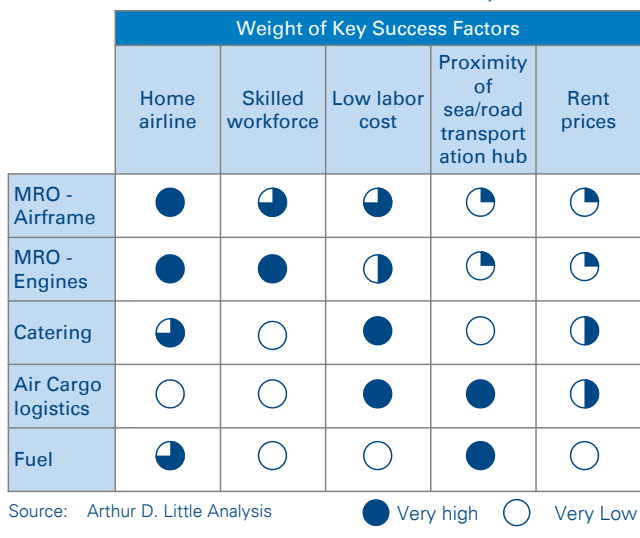 Weight of Key Success Factors
Home
airline
Skilled
workforce
Low labor
cost
Proximity
of
sea/road
transport
ation hub
Rent
prices
MRO -
Airframe
MRO -
Engines
Catering
Air Cargo
logistics
Fuel
Source: Arthur D. Little Analysis
Very high
Very Low